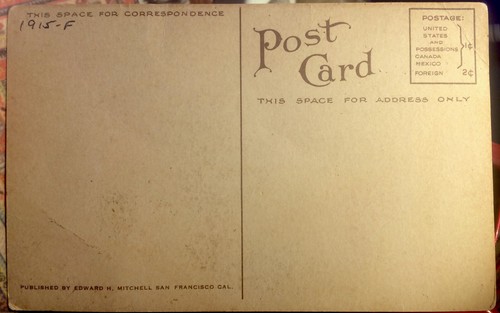 THIS SPACE FOR CORRESPONDENCE
1915-F
Post
Card
POSTAGE:
UNITED
STATES
AND
POSSESSIONS 1¢
CANADA
MEXICO
FOREIGN 2¢
THIS SPACE FOR ADDRESS ONLY
PUBLISHED BY EDWARD H. MITCHELL SAN FRANCISCO CAL.